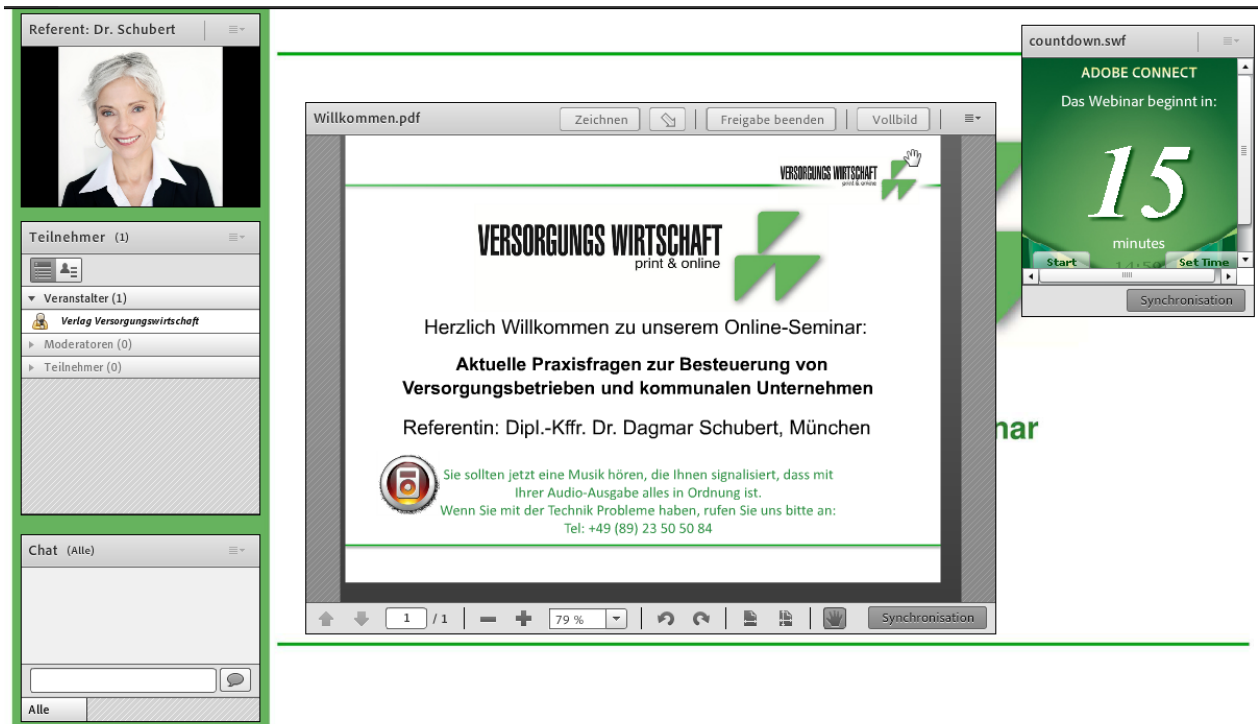 Referent: Dr. Schubert
Teilnehmer (1)
Veranstalter (1)
Verlag Versorgungswirtschaft
Moderatoren (0)
Teilnehmer (0)
Chat (Alle)
Alle
Willkommen.pdf
Zeichnen
Freigabe beenden
Vollbild
VERSORGUNGS WIRTSCHAFT
print & online
VERSORGUNGS WIRTSCHAFT
print & online
Herzlich Willkommen zu unserem Online-Seminar:
Aktuelle Praxisfragen zur Besteuerung von
Versorgungsbetrieben und kommunalen Unternehmen
Referentin: Dipl.-Kffr. Dr. Dagmar Schubert, München
Sie sollten jetzt eine Musik hören, die Ihnen signalisiert, dass mit
Ihrer Audio-Ausgabe alles in Ordnung ist.
Wenn Sie mit der Technik Probleme haben, rufen Sie uns bitte an:
Tel: +49 (89) 23 50 50 84
1 / 1
79 %
Synchronisation
nar
countdown.swf
ADOBE CONNECT
Das Webinar beginnt in:
15
minutes
Start
Set Time
Synchronisation